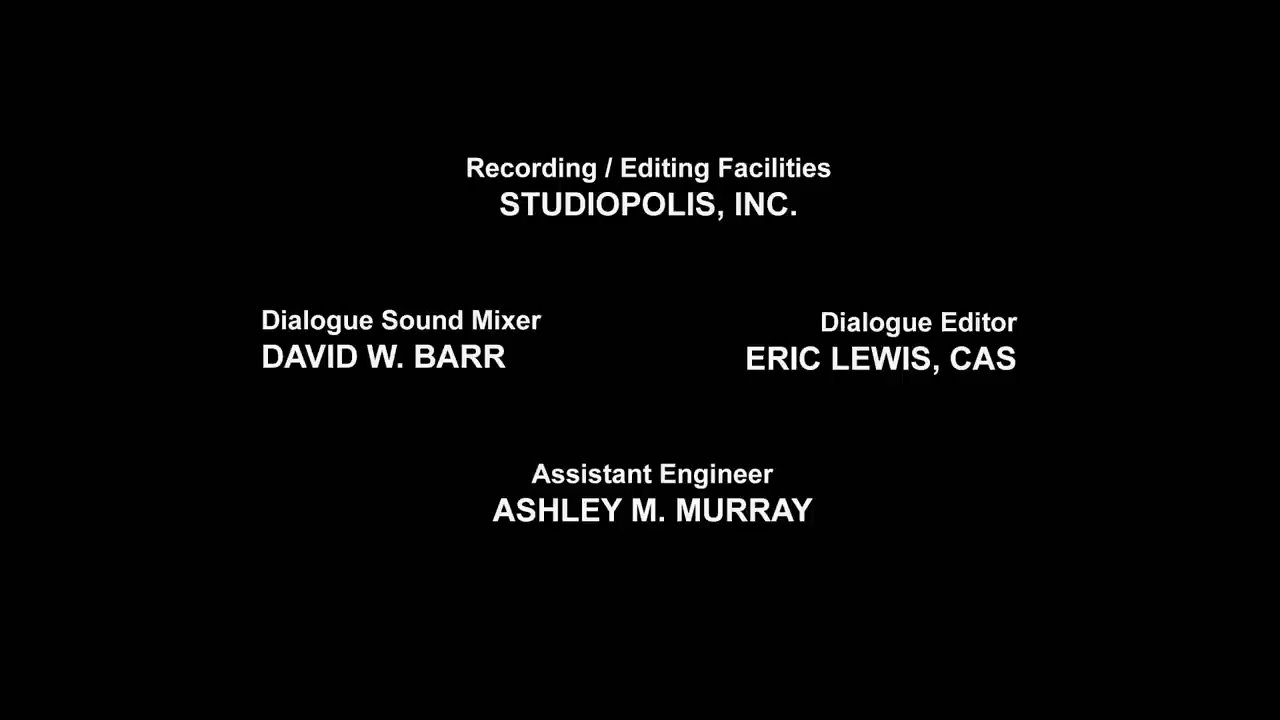 Recording / Editing Facilities
STUDIOPOLIS, INC.
Dialogue Sound Mixer
DAVID W. BARR
Dialogue Editor
ERIC LEWIS, CAS
Assistant Engineer
ASHLEY M. MURRAY